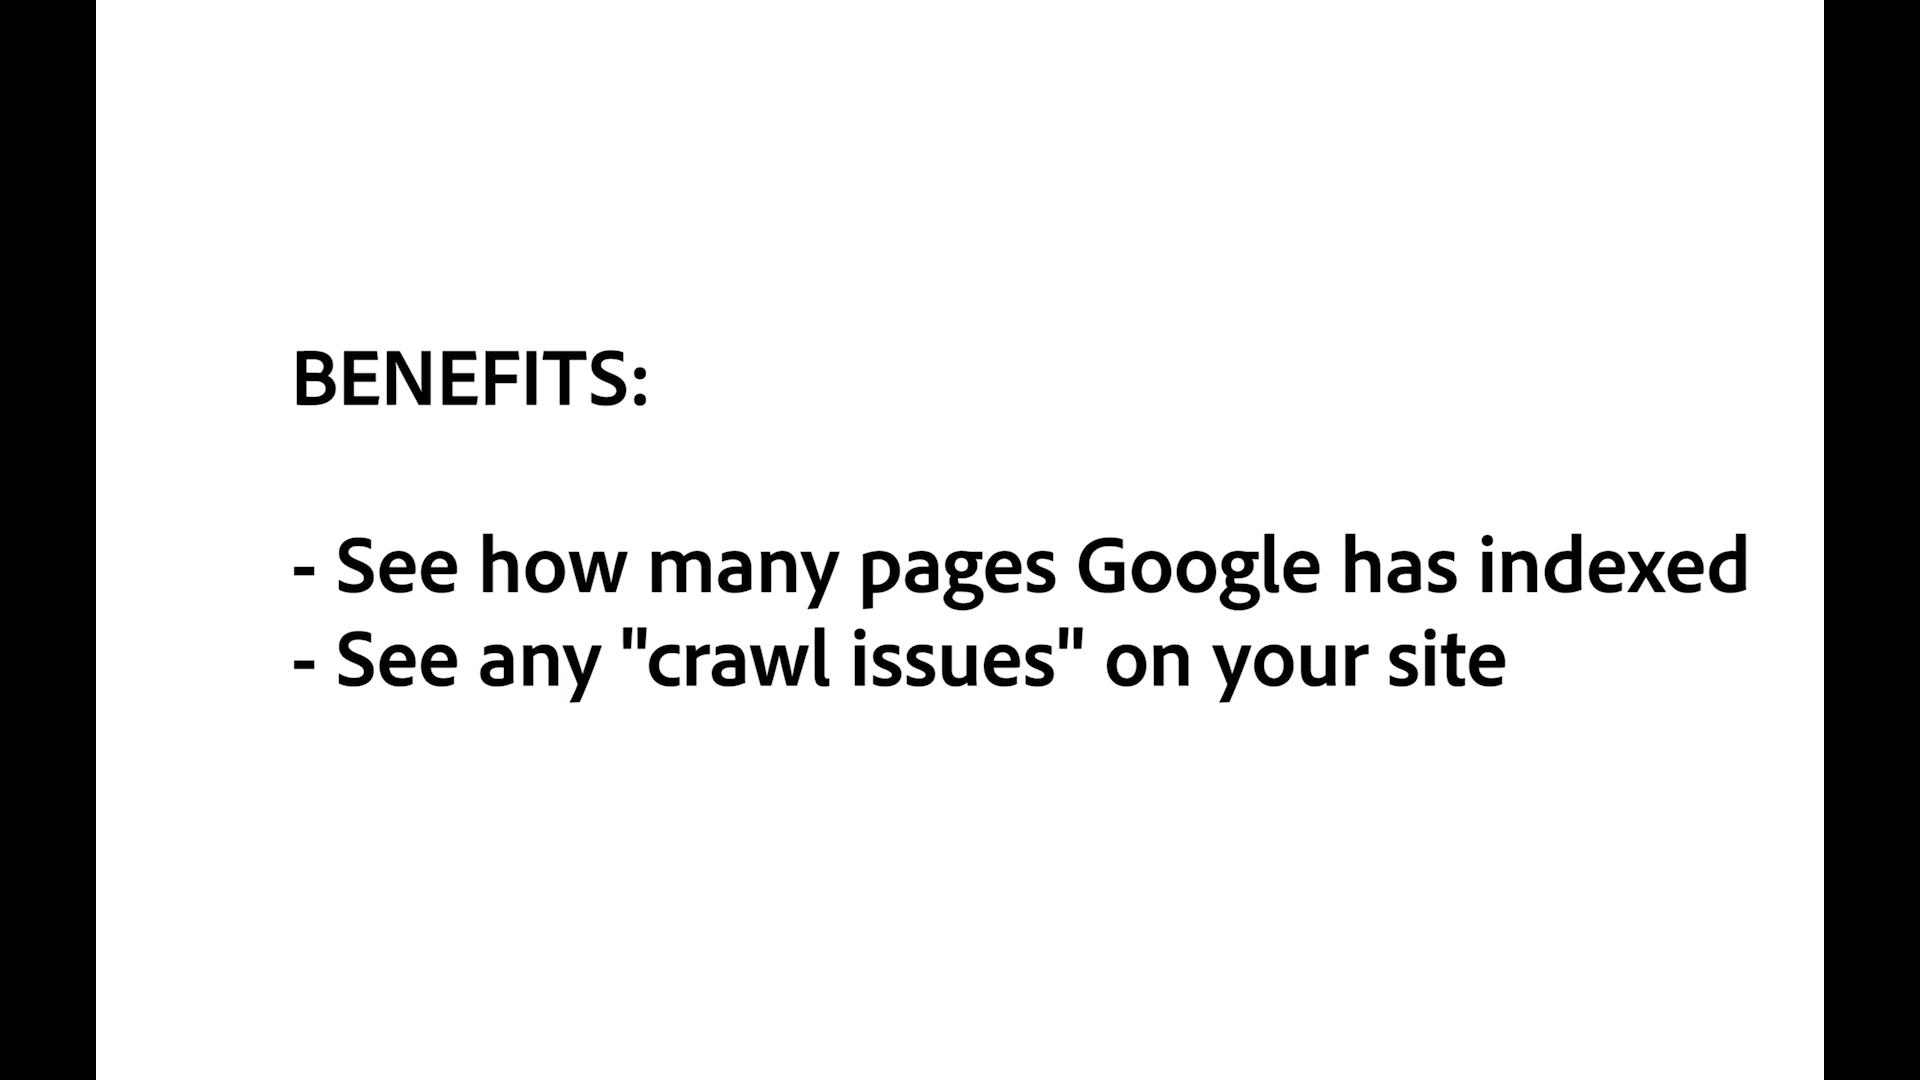 BENEFITS:
- See how many pages Google has indexed
- See any "crawl issues" on your site